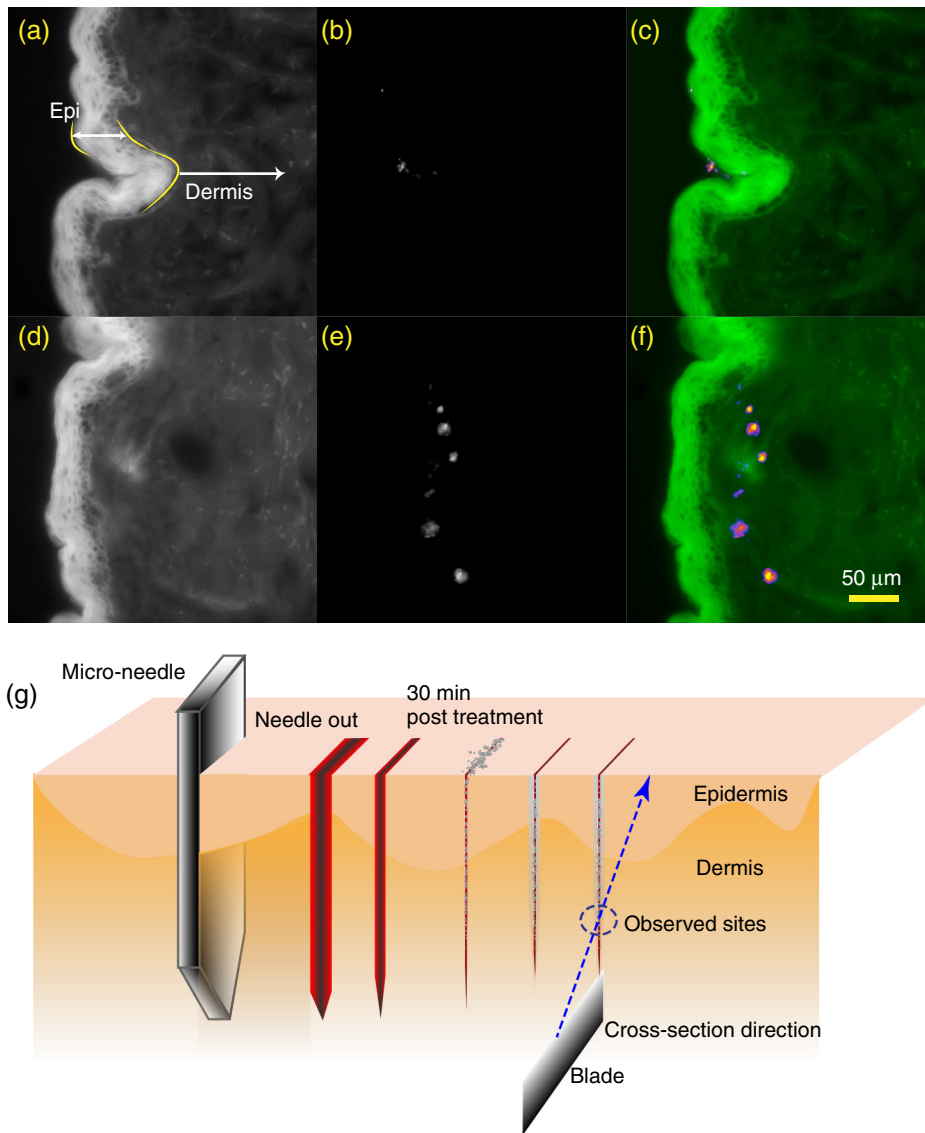 (a)
(b)
(c)
Epi
Dermis
(d)
(e)
(f)
50 μm
(g)
Micro-needle
Needle out
30 min
post treatment
Epidermis
Dermis
Observed sites
Cross-section direction
Blade